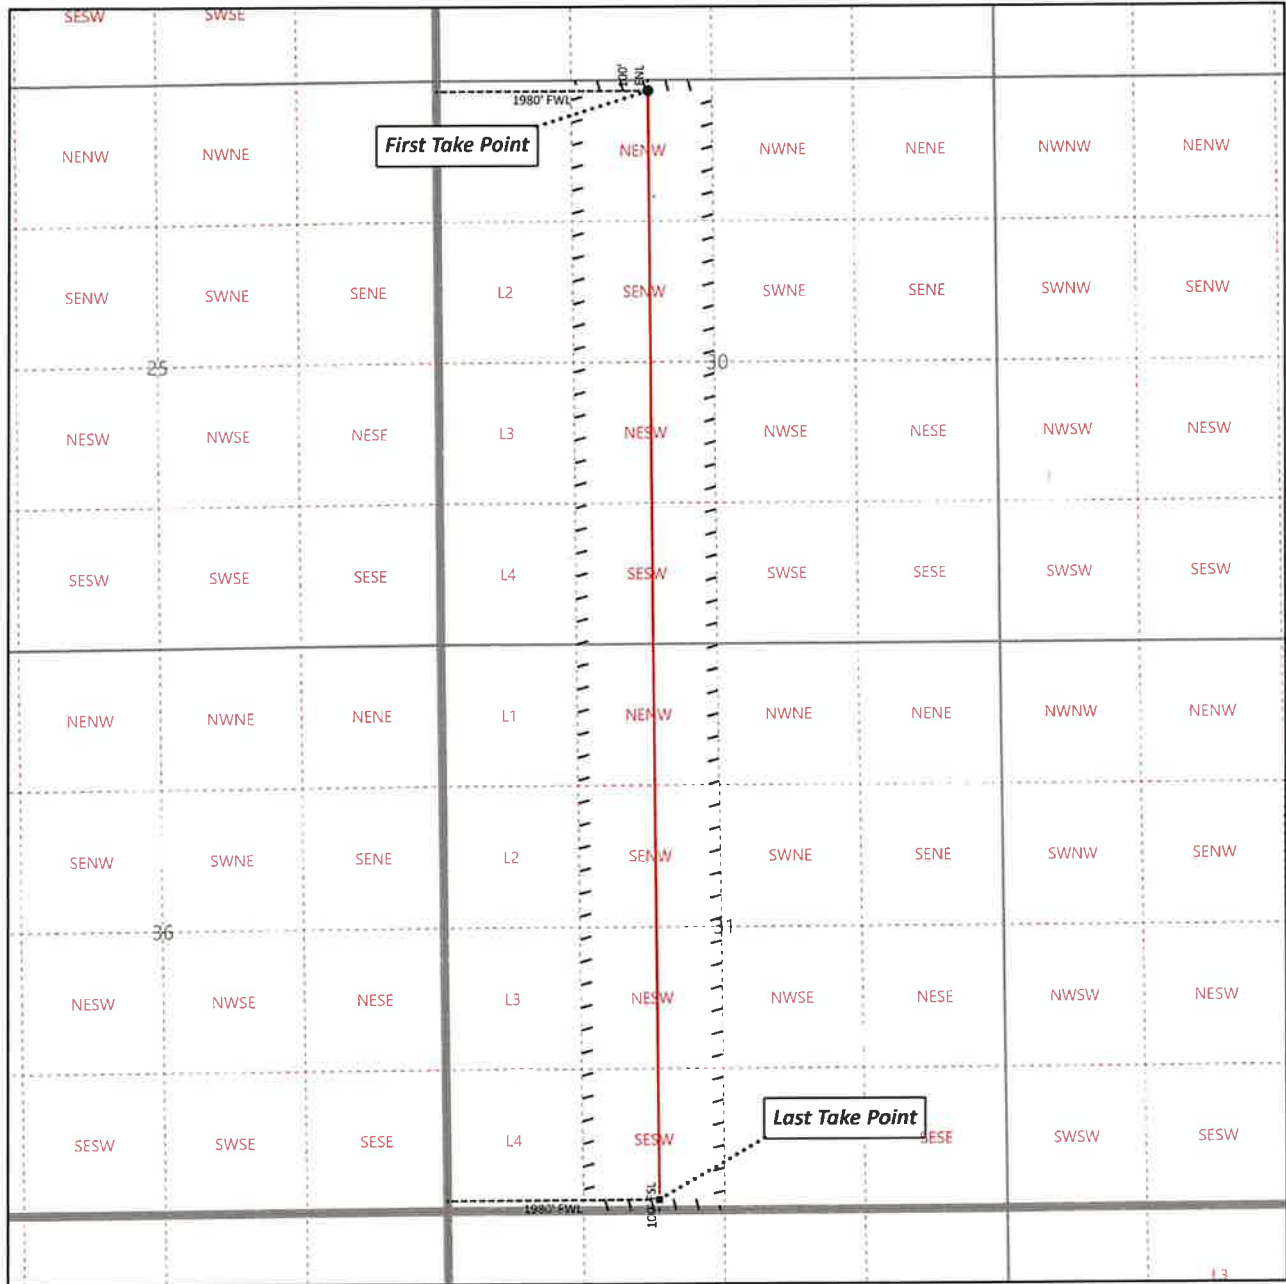 SESW SWSE
100' FNL
1980' FWL
First Take Point
NENW NWNE NENW NWNE NENE NWNW NENW
SENW SWNE SENE L2 SENW SWNE SENE SWNW SENW
25 30
NESW NWSE NESE L3 NESW NWSE NESE NWSW NESW
SESW SWSE SESE L4 SESW SWSE SESE SWSW SESW
NENW NWNE NENE L1 NENW NWNE NENE NWNW NENW
SENW SWNE SENE L2 SENW SWNE SENE SWNW SENW
36 31
NESW NWSE NESE L3 NESW NWSE NESE NWSW NESW
Last Take Point
SESW SWSE SESE L4 SESW SESE SWSW SESW
100' FSL
1980' FWL
L3